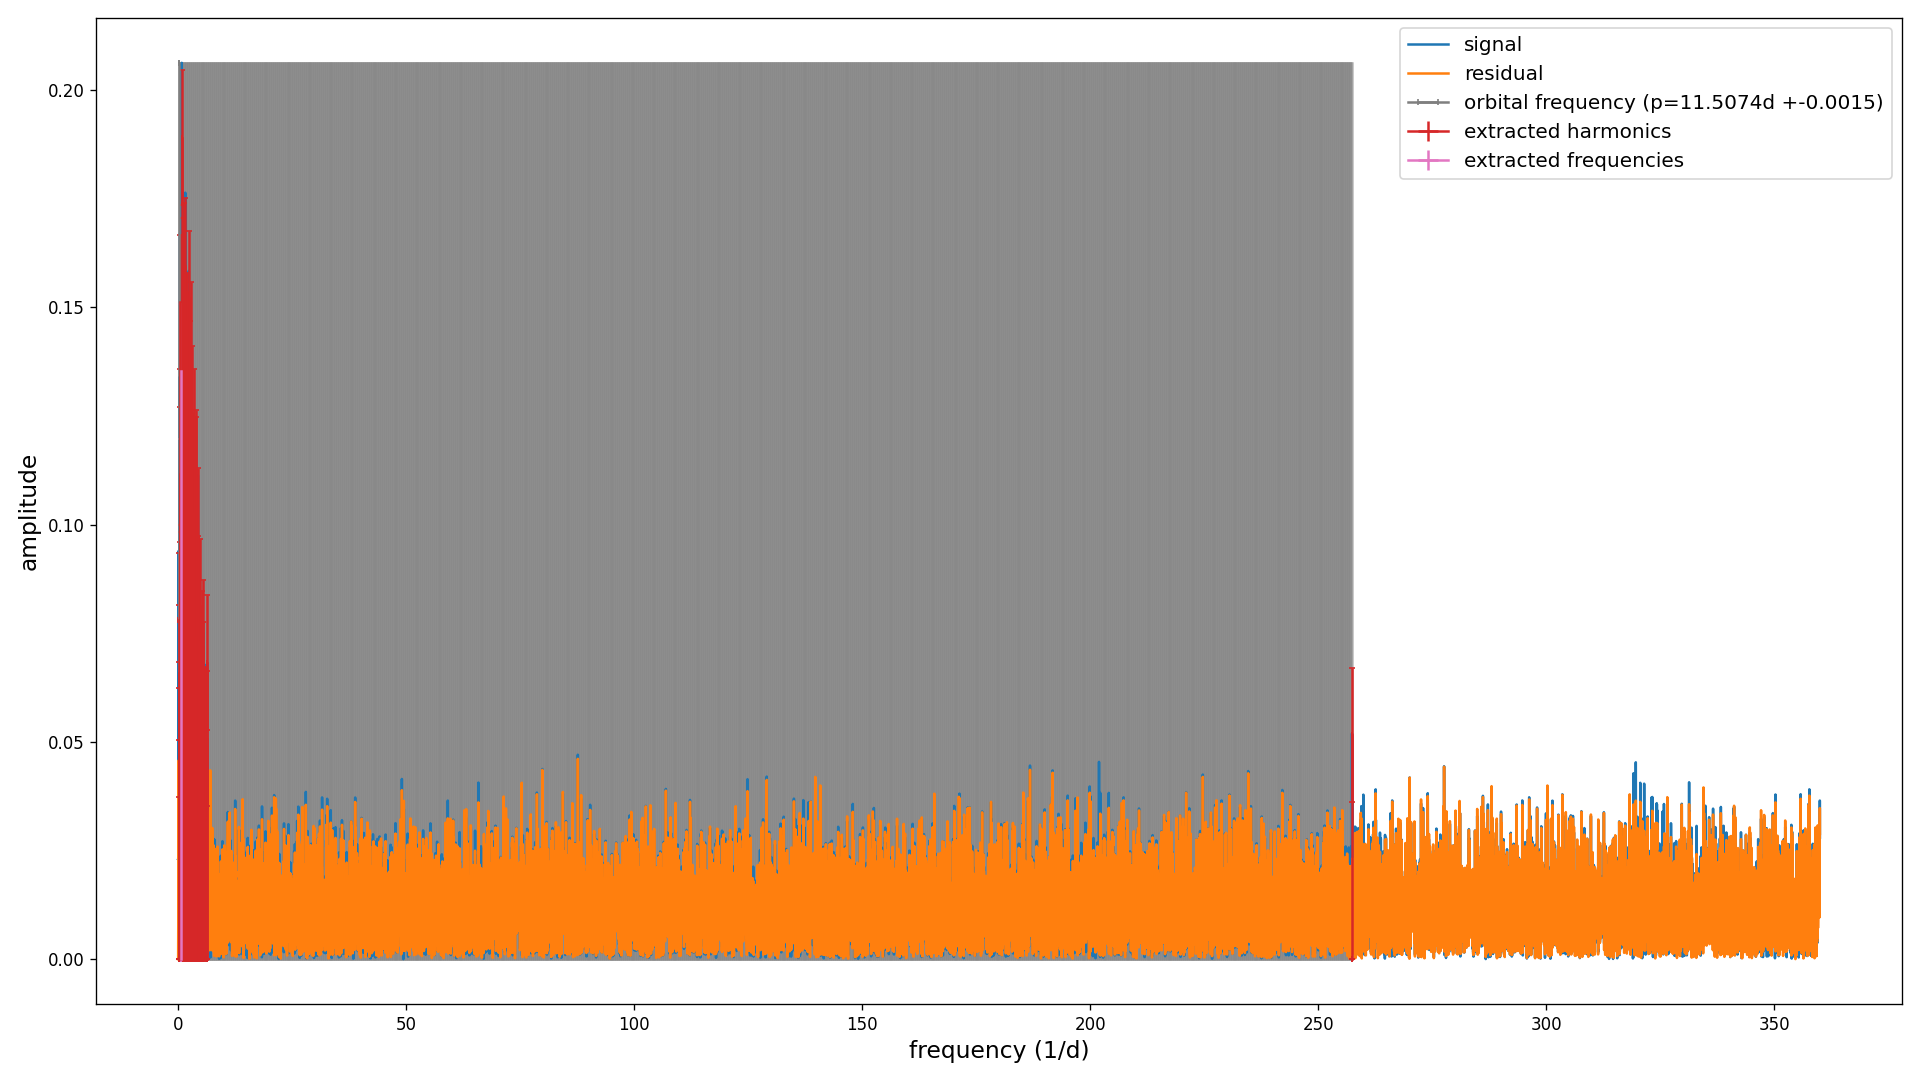 signal
residual
orbital frequency (p=11.5074d +-0.0015)
extracted harmonics
extracted frequencies
0.20
0.15
0.10
0.05
0.00
amplitude
0 50 100 150 200 250 300 350
frequency (1/d)